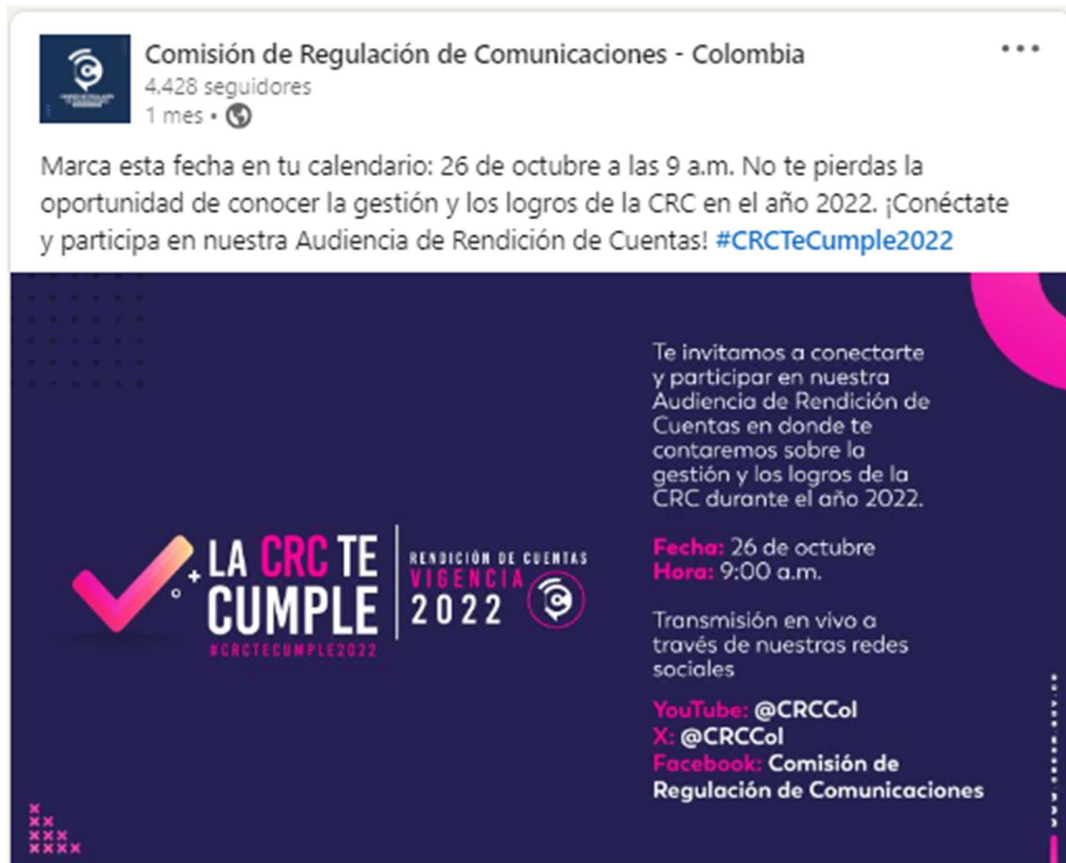 Comisión de Regulación de Comunicaciones - Colombia
4.428 seguidores
1 mes •
Marca esta fecha en tu calendario: 26 de octubre a las 9 a.m. No te pierdas la
oportunidad de conocer la gestión y los logros de la CRC en el año 2022. ¡Conéctate
y participa en nuestra Audiencia de Rendición de Cuentas! #CRCTeCumple2022
LA CRC TE
CUMPLE
#CRCTECUMPLE2022
RENDICIÓN DE CUENTAS
VIGENCIA
2022
Te invitamos a conectarte
y participar en nuestra
Audiencia de Rendición de
Cuentas en donde te
contaremos sobre la
gestión y los logros de la
CRC durante el año 2022.
Fecha: 26 de octubre
Hora: 9:00 a.m.
Transmisión en vivo a
través de nuestras redes
sociales
YouTube: @CRCCol
X: @CRCCol
Facebook: Comisión de
Regulación de Comunicaciones